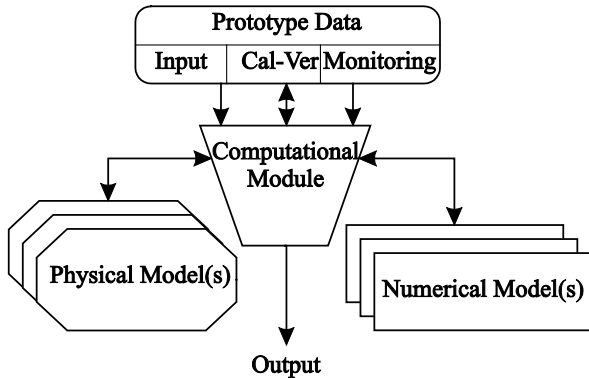 Prototype Data
Input Cal-Ver Monitoring
Computational
Module
Physical Model(s)
Numerical Model(s)
Output